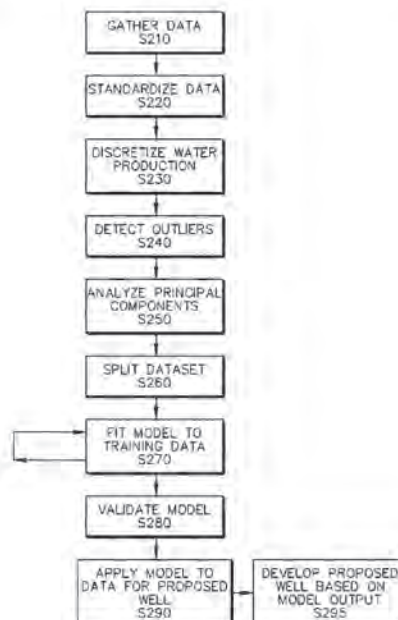 GATHER DATA
S210
STANDARDIZE DATA
S220
DISCRETIZE WATER
PRODUCTION
S230
DETECT OUTLIERS
S240
ANALYZE PRINCIPAL
COMPONENTS
S250
SPLIT DATASET
S260
FIT MODEL TO
TRAINING DATA
S270
VALIDATE MODEL
S280
APPLY MODEL TO
DATA FOR PROPOSED
WELL
S290
DEVELOP PROPOSED
WELL BASED ON
MODEL OUTPUT
S295